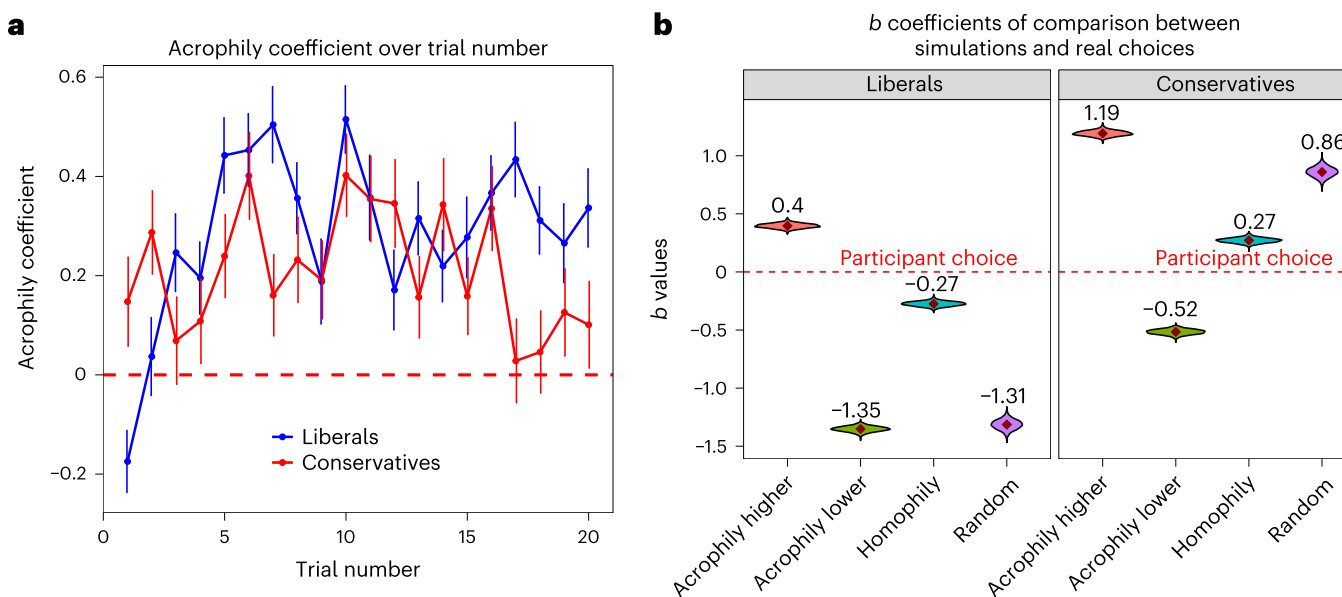 a
Acrophily coefficient over trial number
Acrophily coefficient
0.6
0.4
0.2
0
−0.2
0
5
10
15
20
Trial number
Liberals
Conservatives
b
b coefficients of comparison between
simulations and real choices
Liberals
Conservatives
b values
1.0
0.5
0
−0.5
−1.0
−1.5
0.4
−1.35
−0.27
−1.31
Participant choice
1.19
−0.52
0.27
0.86
Participant choice
Acrophily higher
Acrophily lower
Homophily
Random
Acrophily higher
Acrophily lower
Homophily
Random